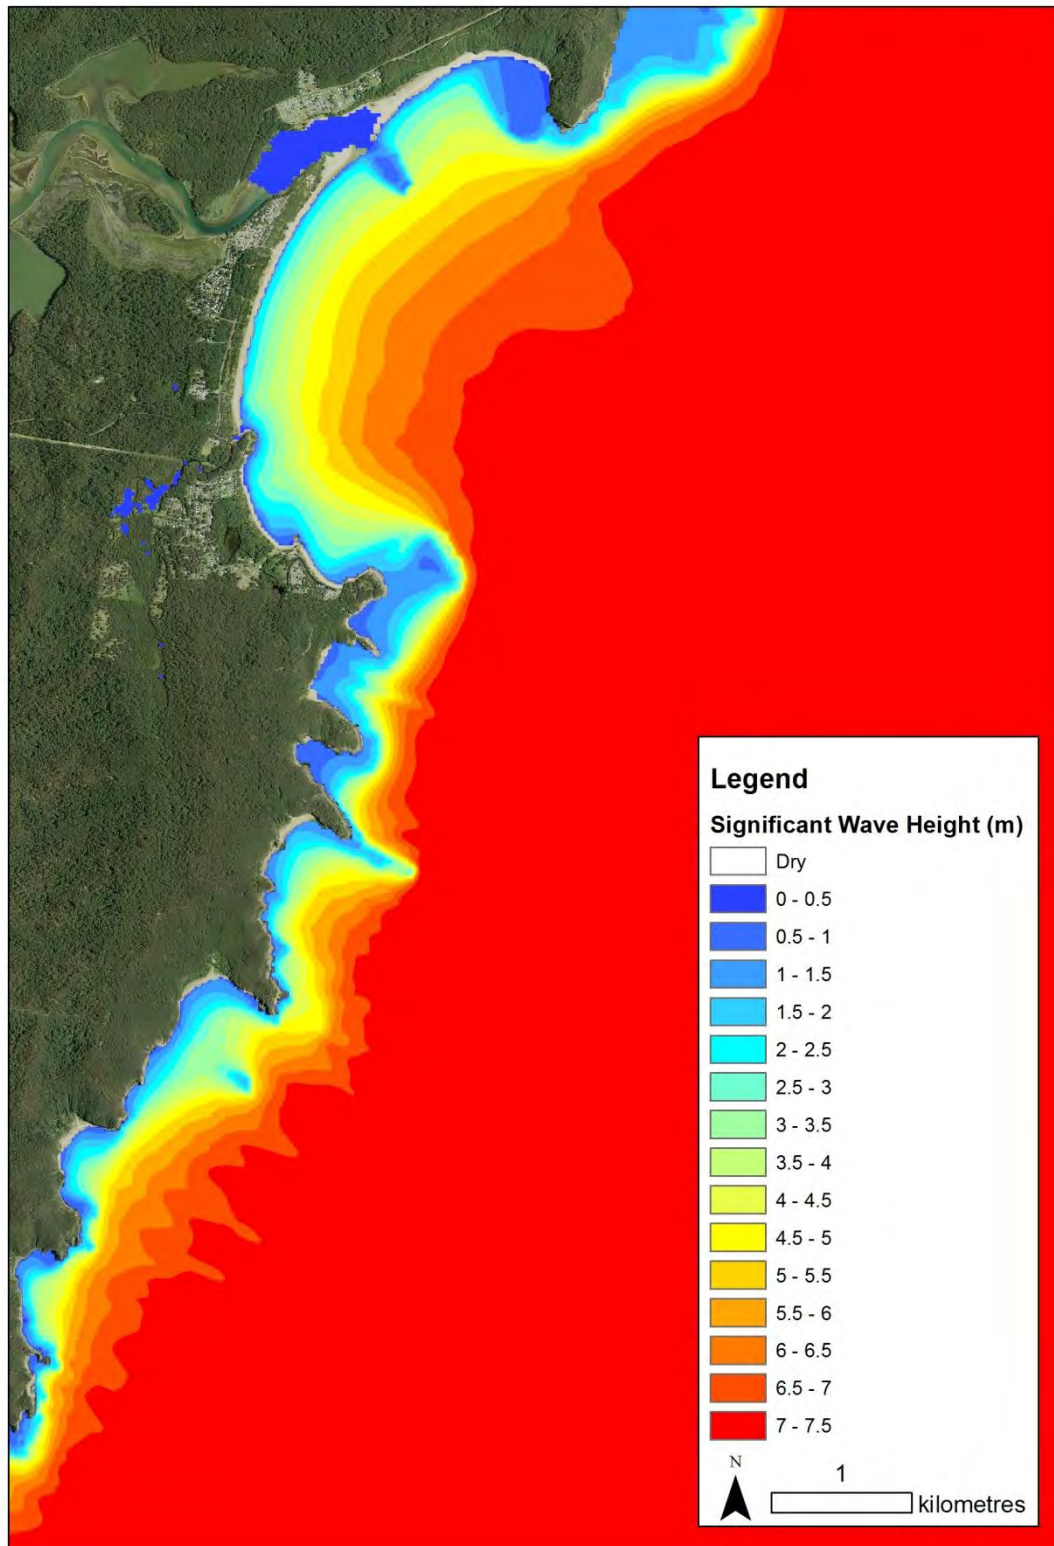 Legend
Significant Wave Height (m)
Dry
0 - 0.5
0.5 - 1
1 - 1.5
1.5 - 2
2 - 2.5
2.5 - 3
3 - 3.5
3.5 - 4
4 - 4.5
4.5 - 5
5 - 5.5
5.5 - 6
6 - 6.5
6.5 - 7
7 - 7.5
N
1
kilometres